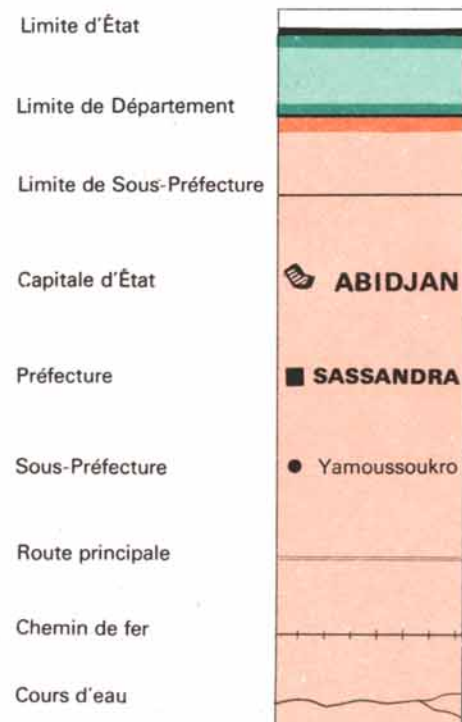 Limite d'État
Limite de Département
Limite de Sous-Préfecture
Capitale d'État ABIDJAN
Préfecture SASSANDRA
Sous-Préfecture Yamoussoukro
Route principale
Chemin de fer
Cours d'eau